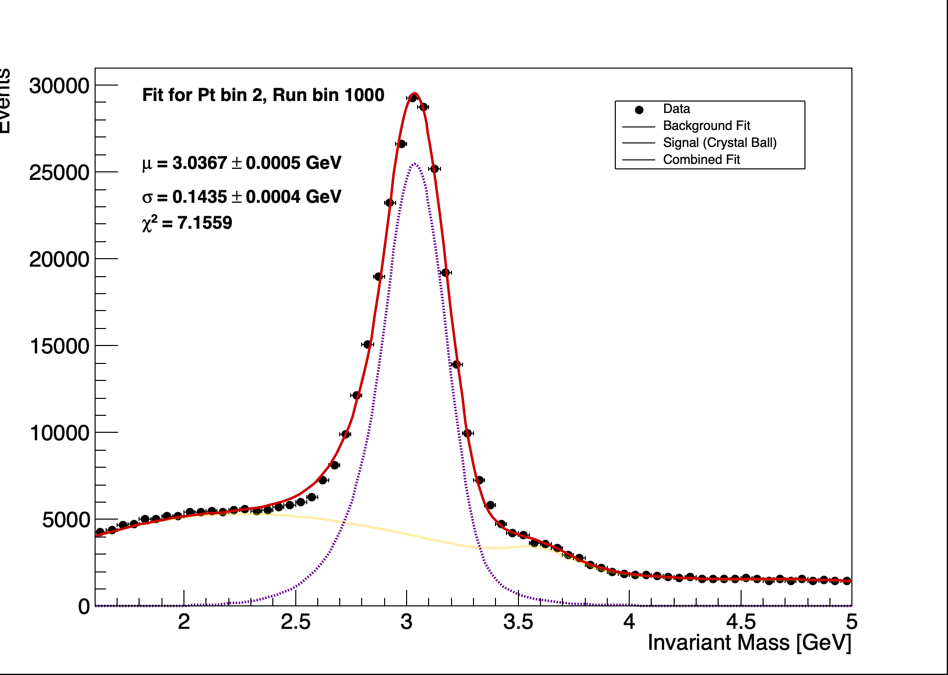 Events
30000
25000
20000
15000
10000
5000
0
Fit for Pt bin 2, Run bin 1000
μ = 3.0367 ± 0.0005 GeV
σ = 0.1435 ± 0.0004 GeV
χ² = 7.1559
Data
Background Fit
Signal (Crystal Ball)
Combined Fit
2 2.5 3 3.5 4 4.5 5
Invariant Mass [GeV]